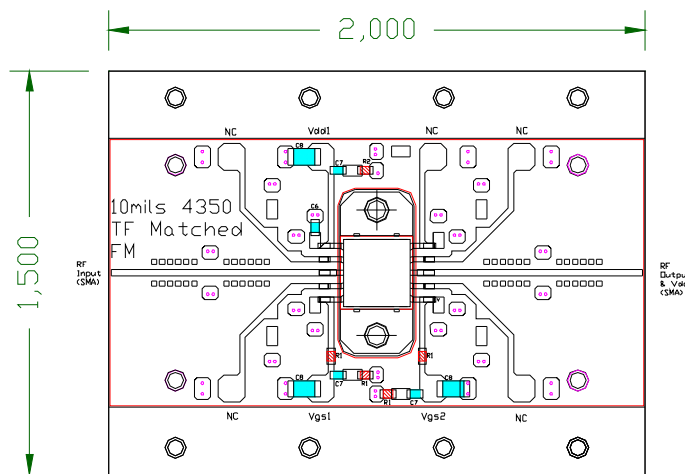 2,000
NC
Vdd1
NC
NC
C8
C7
R2
10mils 4350
TF Matched
FM
C6
1,500
RF
Input
(SMA)
RF
Output
& Vdd
(SMA)
R1
R1
C7
R1
C8
C8
R1
C7
NC
Vgs1
Vgs2
NC